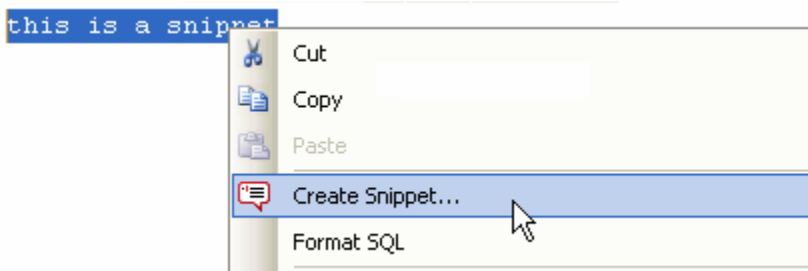 this is a snippet
Cut
Copy
Paste
Create Snippet...
Format SQL